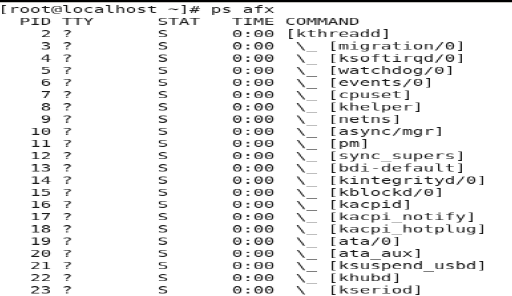 [root@localhost ~]# ps afx
  PID TTY      STAT   TIME COMMAND
    2 ?        S      0:00 [kthreadd]
    3 ?        S      0:00  \_ [migration/0]
    4 ?        S      0:00  \_ [ksoftirqd/0]
    5 ?        S      0:00  \_ [watchdog/0]
    6 ?        S      0:00  \_ [events/0]
    7 ?        S      0:00  \_ [cpuset]
    8 ?        S      0:00  \_ [khelper]
    9 ?        S      0:00  \_ [netns]
   10 ?        S      0:00  \_ [async/mgr]
   11 ?        S      0:00  \_ [pm]
   12 ?        S      0:00  \_ [sync_supers]
   13 ?        S      0:00  \_ [bdi-default]
   14 ?        S      0:00  \_ [kintegrityd/0]
   15 ?        S      0:00  \_ [kblockd/0]
   16 ?        S      0:00  \_ [kacpid]
   17 ?        S      0:00  \_ [kacpi_notify]
   18 ?        S      0:00  \_ [kacpi_hotplug]
   19 ?        S      0:00  \_ [ata/0]
   20 ?        S      0:00  \_ [ata_aux]
   21 ?        S      0:00  \_ [ksuspend_usbd]
   22 ?        S      0:00  \_ [khubd]
   23 ?        S      0:00  \ [kseriod]